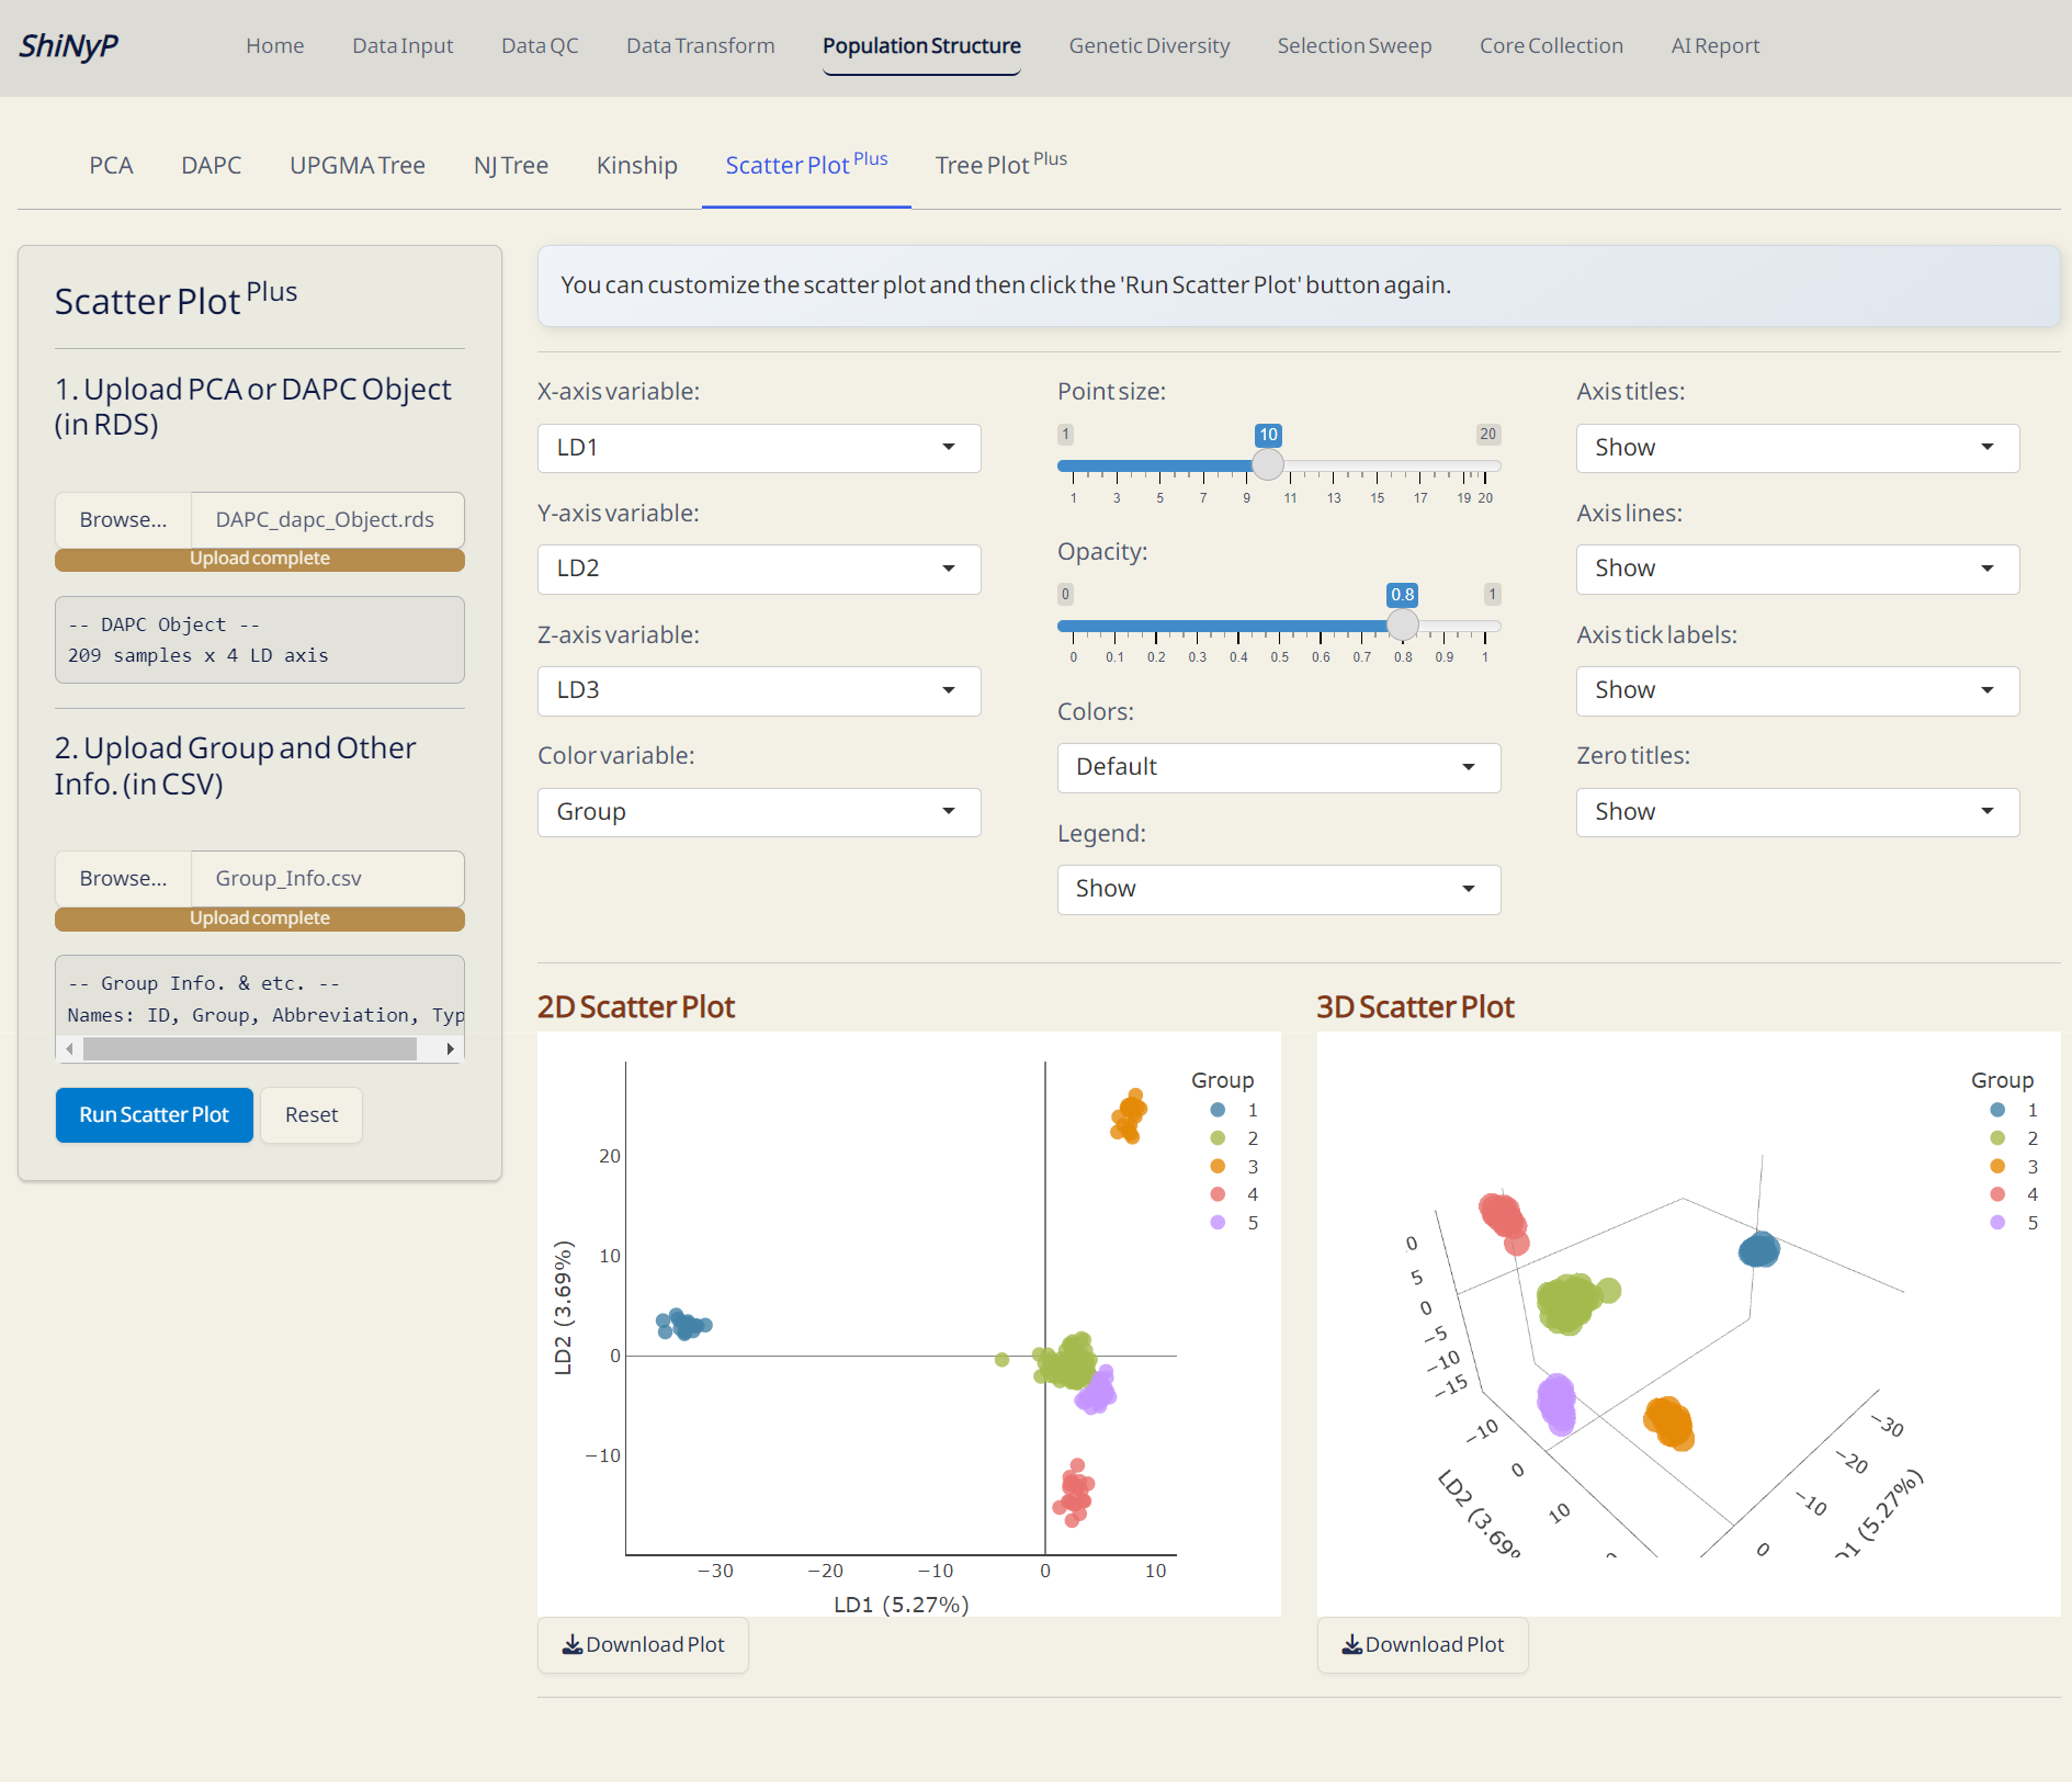 ShiNyP
Home Data Input Data QC Data Transform Population Structure Genetic Diversity Selection Sweep Core Collection AI Report
PCA DAPC UPGMA Tree NJ Tree Kinship Scatter Plot Plus Tree Plot Plus
Scatter Plot Plus
1. Upload PCA or DAPC Object
(in RDS)
Browse... DAPC_dapc_Object.rds
Upload complete
-- DAPC Object --
209 samples x 4 LD axis
2. Upload Group and Other
Info. (in CSV)
Browse... Group_Info.csv
Upload complete
-- Group Info. & etc. --
Names: ID, Group, Abbreviation, Typ
Run Scatter Plot Reset
You can customize the scatter plot and then click the 'Run Scatter Plot' button again.
X-axis variable:
LD1
Y-axis variable:
LD2
Z-axis variable:
LD3
Color variable:
Group
Point size:
1 10 20
1 3 5 7 9 11 13 15 17 19 20
Opacity:
0 0.8 1
0 0.1 0.2 0.3 0.4 0.5 0.6 0.7 0.8 0.9 1
Colors:
Default
Legend:
Show
Axis titles:
Show
Axis lines:
Show
Axis tick labels:
Show
Zero titles:
Show
2D Scatter Plot
Group
1
2
3
4
5
20
10
0
−10
LD2 (3.69%)
−30 −20 −10 0 10
LD1 (5.27%)
Download Plot
3D Scatter Plot
Group
1
2
3
4
5
0
5
0
−5
−10
−15
−10
0
10
LD2 (3.69
−30
−20
−10
0
D1 (5.27%)
Download Plot